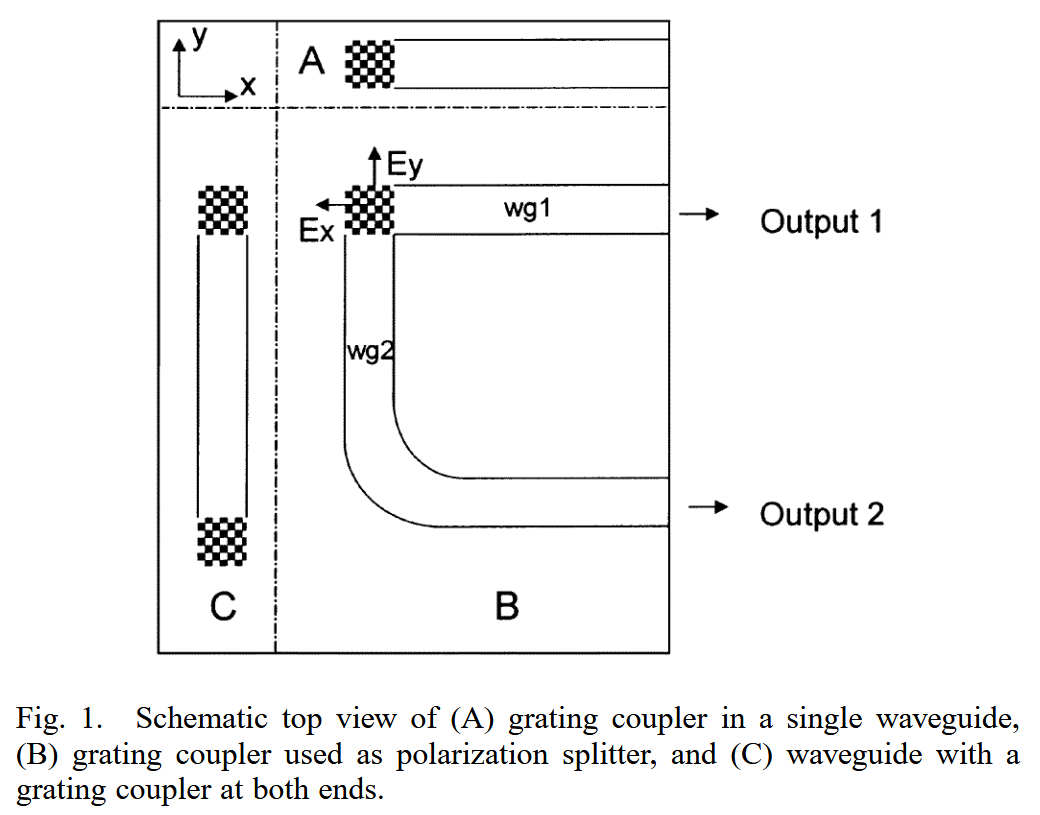 y
x
A
Ey
Ex
wg1
Output 1
wg2
Output 2
C
B
Fig. 1. Schematic top view of (A) grating coupler in a single waveguide,
(B) grating coupler used as polarization splitter, and (C) waveguide with a
grating coupler at both ends.